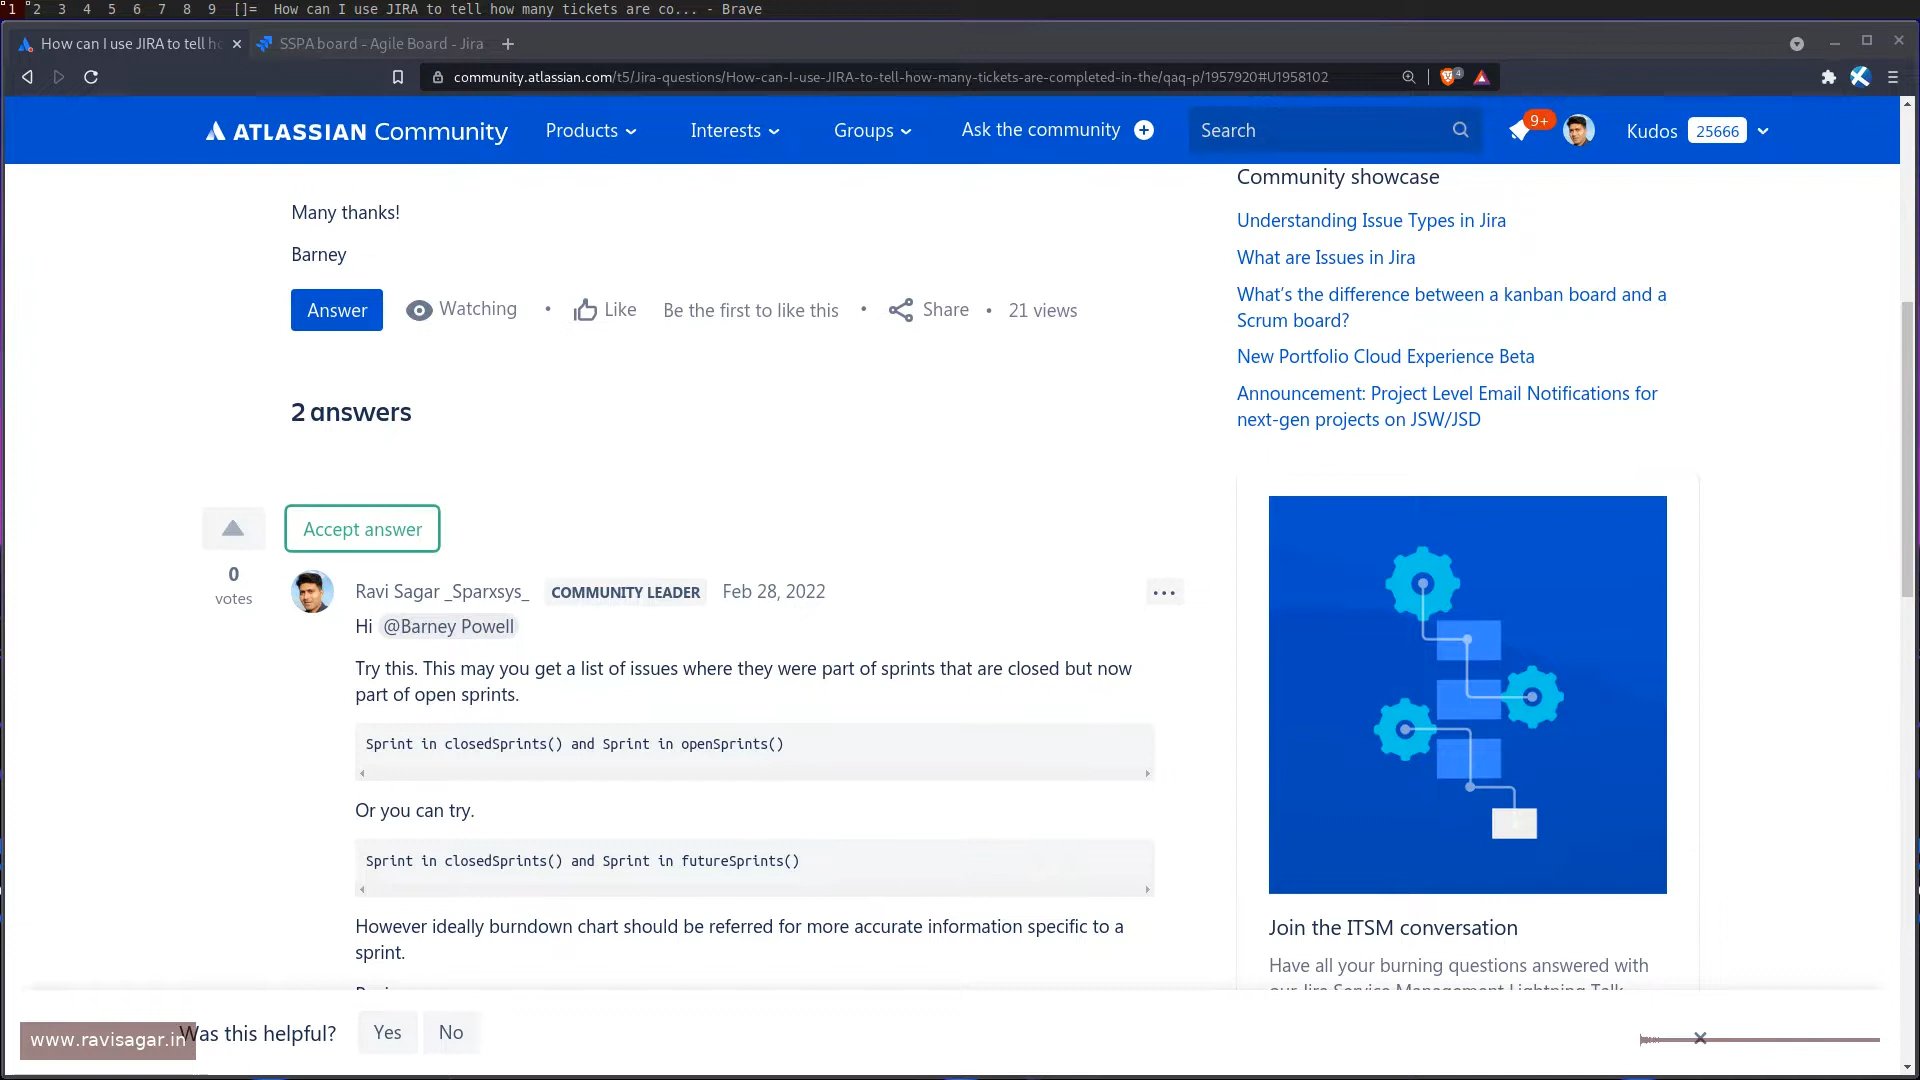 1 2 3 4 5 6 7 8 9 []= How can I use JIRA to tell how many tickets are co... - Brave
How can I use JIRA to tell h
SSPA board - Agile Board - Jira
community.atlassian.com/t5/Jira-questions/How-can-I-use-JIRA-to-tell-how-many-tickets-are-completed-in-the/qaq-p/1957920#U1958102
4
ATLASSIAN Community
Products
Interests
Groups
Ask the community
Search
9+
Kudos 25666
Many thanks!
Barney
Answer
Watching • Like Be the first to like this • Share • 21 views
2 answers
Accept answer
0
votes
Ravi Sagar _Sparxsys_ COMMUNITY LEADER Feb 28, 2022
Hi @Barney Powell
Try this. This may you get a list of issues where they were part of sprints that are closed but now
part of open sprints.
Sprint in closedSprints() and Sprint in openSprints()
Or you can try.
Sprint in closedSprints() and Sprint in futureSprints()
However ideally burndown chart should be referred for more accurate information specific to a
sprint.
Community showcase
Understanding Issue Types in Jira
What are Issues in Jira
What's the difference between a kanban board and a
Scrum board?
New Portfolio Cloud Experience Beta
Announcement: Project Level Email Notifications for
next-gen projects on JSW/JSD
Join the ITSM conversation
Have all your burning questions answered with
our Jira Service Management Lightning Talk
Was this helpful? Yes No
www.ravisagar.in